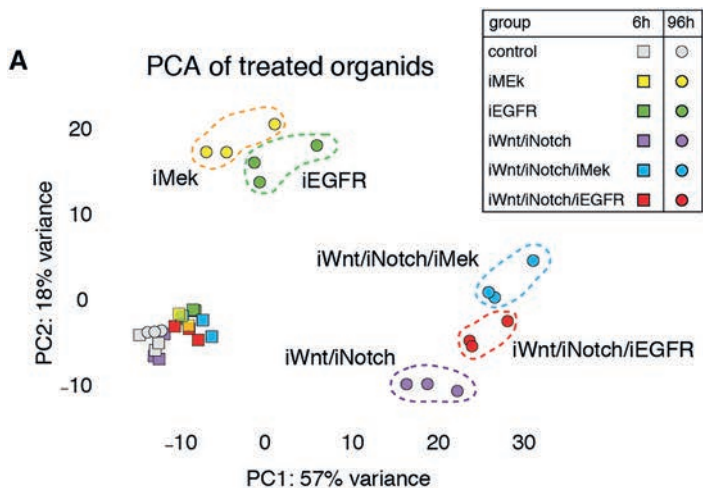 A
PCA of treated organids
group 6h 96h
control
iMEk
iEGFR
iWnt/iNotch
iWnt/iNotch/iMek
iWnt/iNotch/iEGFR
20
10
0
-10
PC2: 18% variance
iMek
iEGFR
iWnt/iNotch/iMek
iWnt/iNotch/iEGFR
iWnt/iNotch
-10 0 10 20 30
PC1: 57% variance